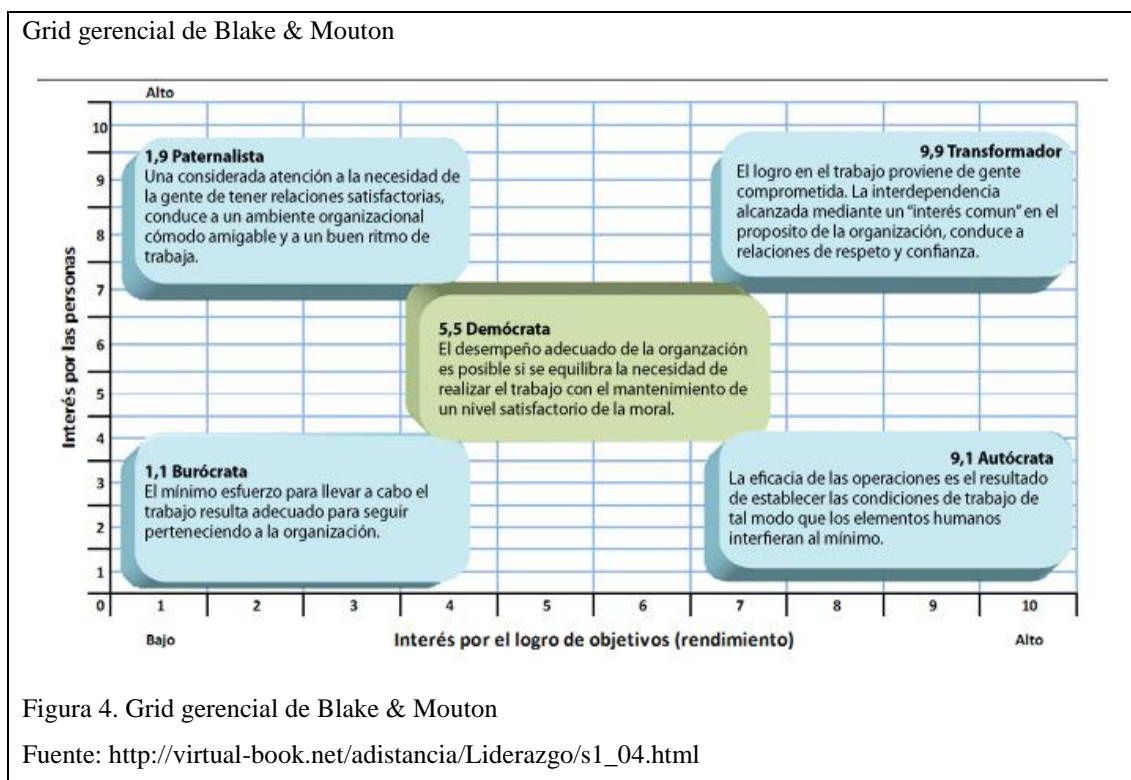 Grid gerencial de Blake & Mouton
Alto
10
9
8
7
6
5
4
3
2
1
0
Interés por las personas
1,9 Paternalista
Una considerada atención a la necesidad de
la gente de tener relaciones satisfactorias,
conduce a un ambiente organizacional
cómodo amigable y a un buen ritmo de
trabaja.
9,9 Transformador
El logro en el trabajo proviene de gente
comprometida. La interdependencia
alcanzada mediante un “interés comun” en el
proposito de la organización, conduce a
relaciones de respeto y confianza.
5,5 Demócrata
El desempeño adecuado de la organzación
es posible si se equilibra la necesidad de
realizar el trabajo con el mantenimiento de
un nivel satisfactorio de la moral.
1,1 Burócrata
El mínimo esfuerzo para llevar a cabo el
trabajo resulta adecuado para seguir
perteneciendo a la organización.
9,1 Autócrata
La eficacia de las operaciones es el resultado
de establecer las condiciones de trabajo de
tal modo que los elementos humanos
interfieran al mínimo.
1 2 3 4 5 6 7 8 9 10
Bajo Interés por el logro de objetivos (rendimiento) Alto
Figura 4. Grid gerencial de Blake & Mouton
Fuente: http://virtual-book.net/adistancia/Liderazgo/s1_04.html